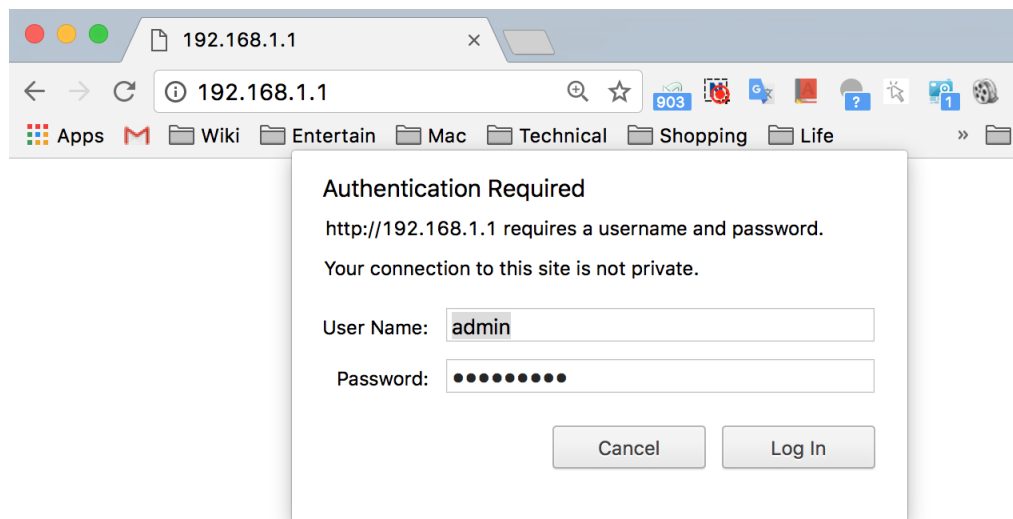 192.168.1.1
192.168.1.1
903
?
1
Apps Wiki Entertain Mac Technical Shopping Life »
Authentication Required
http://192.168.1.1 requires a username and password.
Your connection to this site is not private.
User Name: admin
Password: •••••••••
Cancel Log In